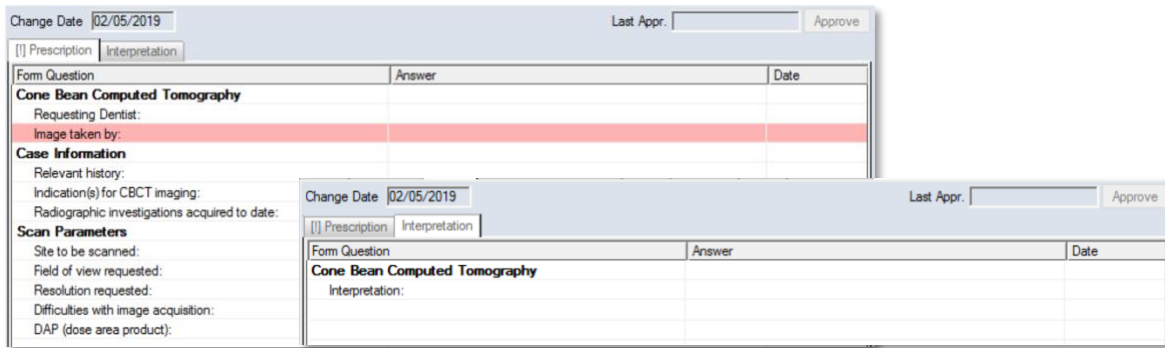 Change Date 02/05/2019 Last Appr. Approve
[!] Prescription Interpretation
Form Question Answer Date
Cone Bean Computed Tomography
Requesting Dentist:
Image taken by:
Case Information
Relevant history:
Indication(s) for CBCT imaging:
Radiographic investigations acquired to date:
Scan Parameters
Site to be scanned:
Field of view requested:
Resolution requested:
Difficulties with image acquisition:
DAP (dose area product):
Change Date 02/05/2019 Last Appr. Approve
[!] Prescription Interpretation
Form Question Answer Date
Cone Bean Computed Tomography
Interpretation: